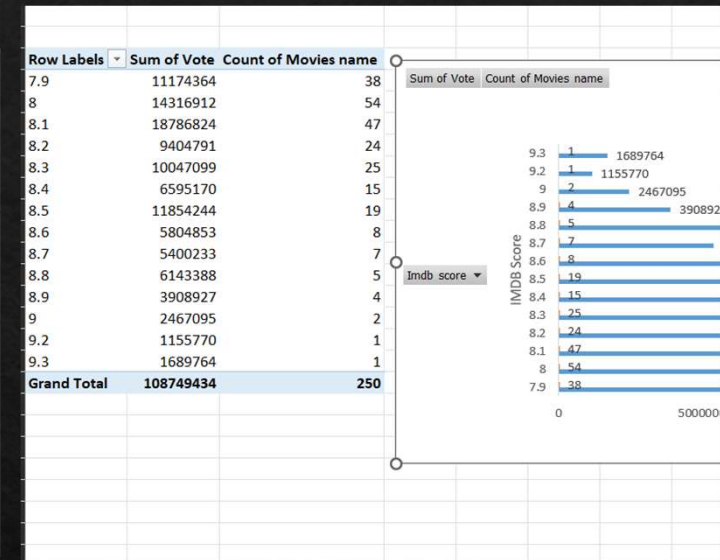 Row Labels Sum of Vote Count of Movies name
7.9 11174364 38
8 14316912 54
8.1 18786824 47
8.2 9404791 24
8.3 10047099 25
8.4 6595170 15
8.5 11854244 19
8.6 5804853 8
8.7 5400233 7
8.8 6143388 5
8.9 3908927 4
9 2467095 2
9.2 1155770 1
9.3 1689764 1
Grand Total 108749434 250
Sum of Vote Count of Movies name
9.3 1 1689764
9.2 1 1155770
9 2 2467095
8.9 4 390892
8.8 5
8.7 7
8.6 8
8.5 19
8.4 15
8.3 25
8.2 24
8.1 47
8 54
7.9 38
IMDB Score
Imdb score
0 500000